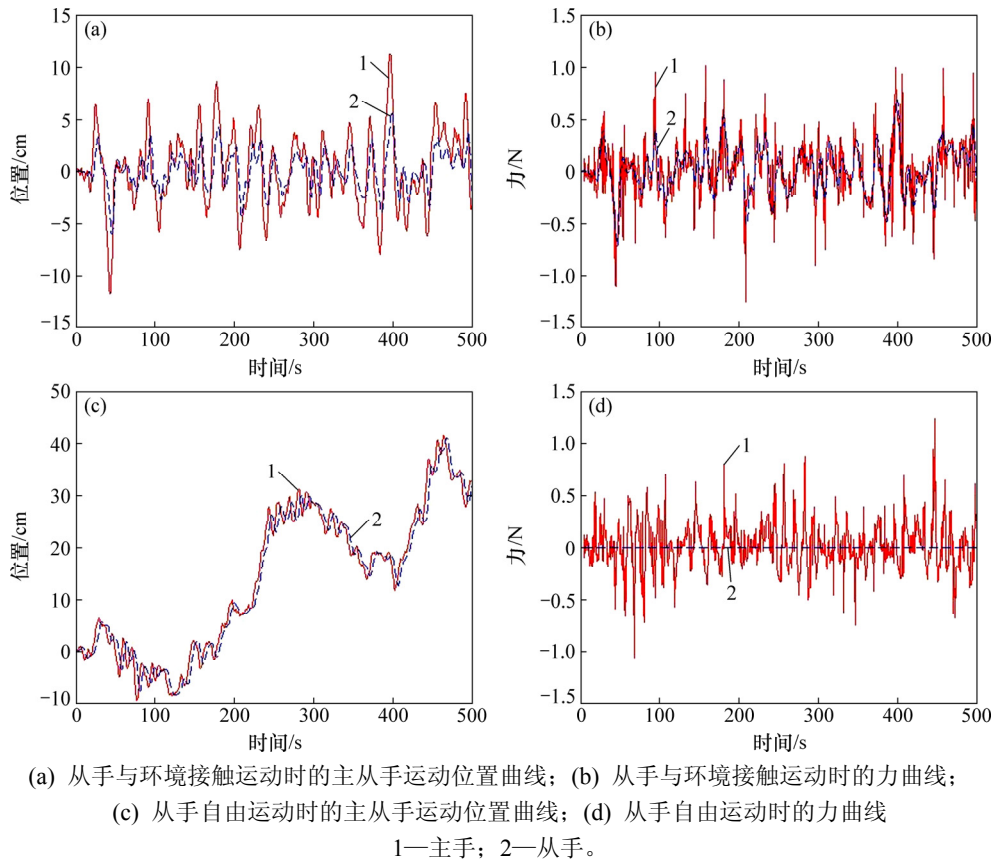 (a)
15
10
5
0
−5
−10
−15
位置/cm
1
2
0 100 200 300 400 500
时间/s
(b)
1.5
1.0
0.5
0
−0.5
−1.0
−1.5
力/N
1
2
0 100 200 300 400 500
时间/s
(c)
50
40
30
20
10
0
−10
位置/cm
1
2
0 100 200 300 400 500
时间/s
(d)
1.5
1.0
0.5
0
−0.5
−1.0
−1.5
力/N
1
2
0 100 200 300 400 500
时间/s
(a) 从手与环境接触运动时的主从手运动位置曲线；(b) 从手与环境接触运动时的力曲线；
(c) 从手自由运动时的主从手运动位置曲线；(d) 从手自由运动时的力曲线
1—主手；2—从手。